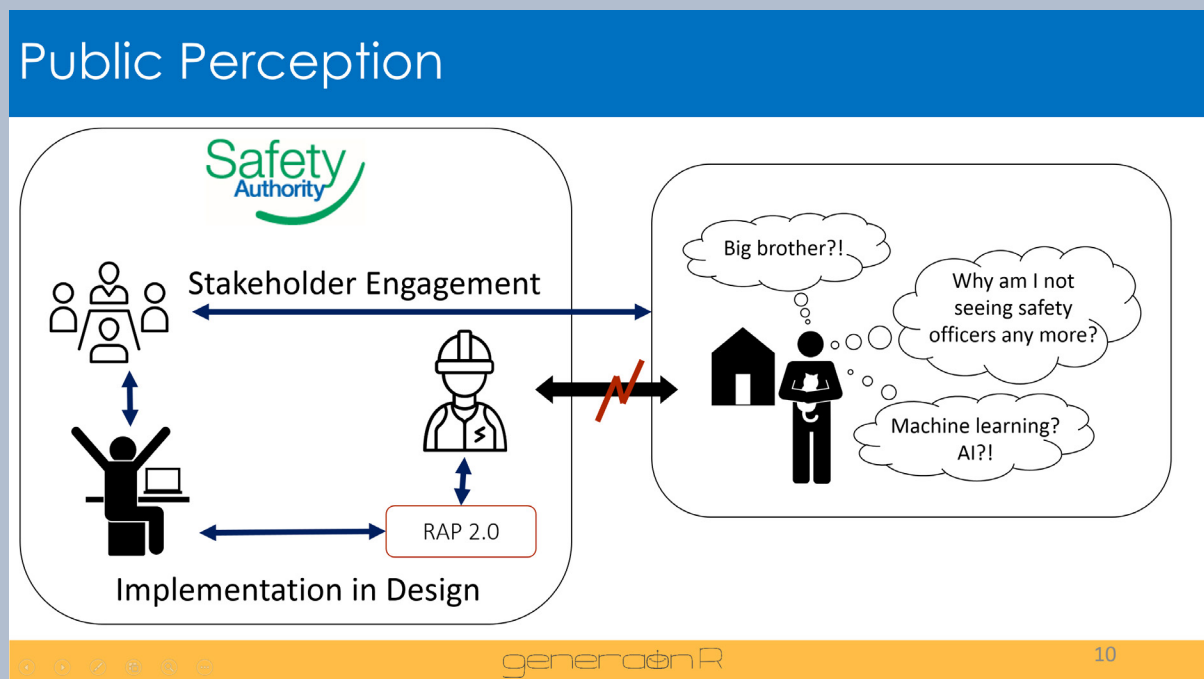 Public Perception
Safety
Authority
Stakeholder Engagement
Big brother?!
Why am I not
seeing safety
officers any more?
Machine learning?
AI?!
RAP 2.0
Implementation in Design
10